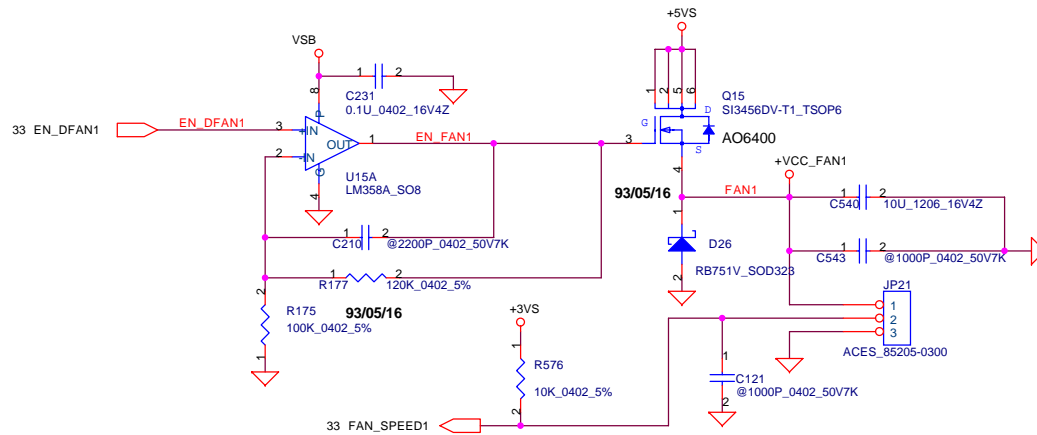 +5VS
VSB
8
1
2
C231
0.1U_0402_16V4Z
1
2
5
6
Q15
SI3456DV-T1_TSOP6
D
G
S
AO6400
33 EN_DFAN1
EN_DFAN1
3
+IN
P
OUT
1
EN_FAN1
3
2
-IN
G
4
U15A
LM358A_SO8
4
93/05/16
FAN1
+VCC_FAN1
1
2
C540
10U_1206_16V4Z
1
2
C210
@2200P_0402_50V7K
1
D26
2
RB751V_SOD323
1
2
C543
@1000P_0402_50V7K
1
2
R177
120K_0402_5%
93/05/16
2
R175
100K_0402_5%
1
+3VS
1
R576
10K_0402_5%
2
JP21
1
2
3
ACES_85205-0300
1
C121
@1000P_0402_50V7K
2
33 FAN_SPEED1